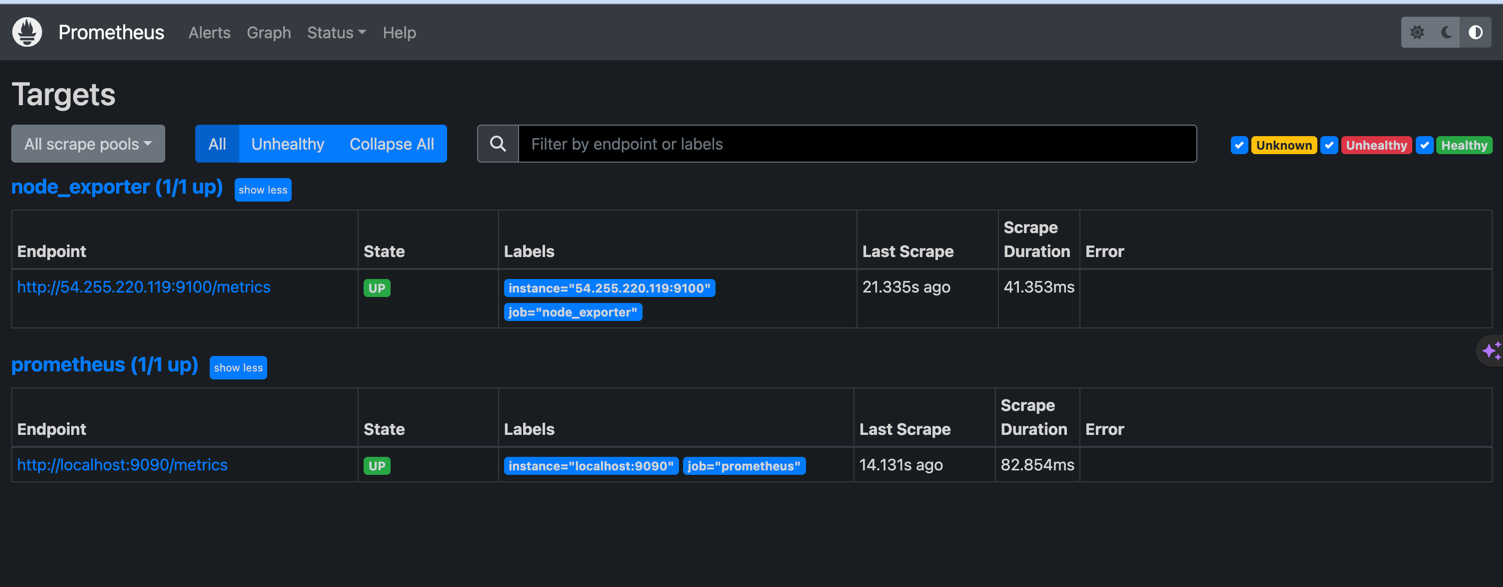 Prometheus Alerts Graph Status Help
Targets
All scrape pools All Unhealthy Collapse All Filter by endpoint or labels Unknown Unhealthy Healthy
node_exporter (1/1 up) show less
Endpoint State Labels Last Scrape Scrape Duration Error
http://54.255.220.119:9100/metrics UP instance="54.255.220.119:9100" 21.335s ago 41.353ms
job="node_exporter"
prometheus (1/1 up) show less
Endpoint State Labels Last Scrape Scrape Duration Error
http://localhost:9090/metrics UP instance="localhost:9090" job="prometheus" 14.131s ago 82.854ms